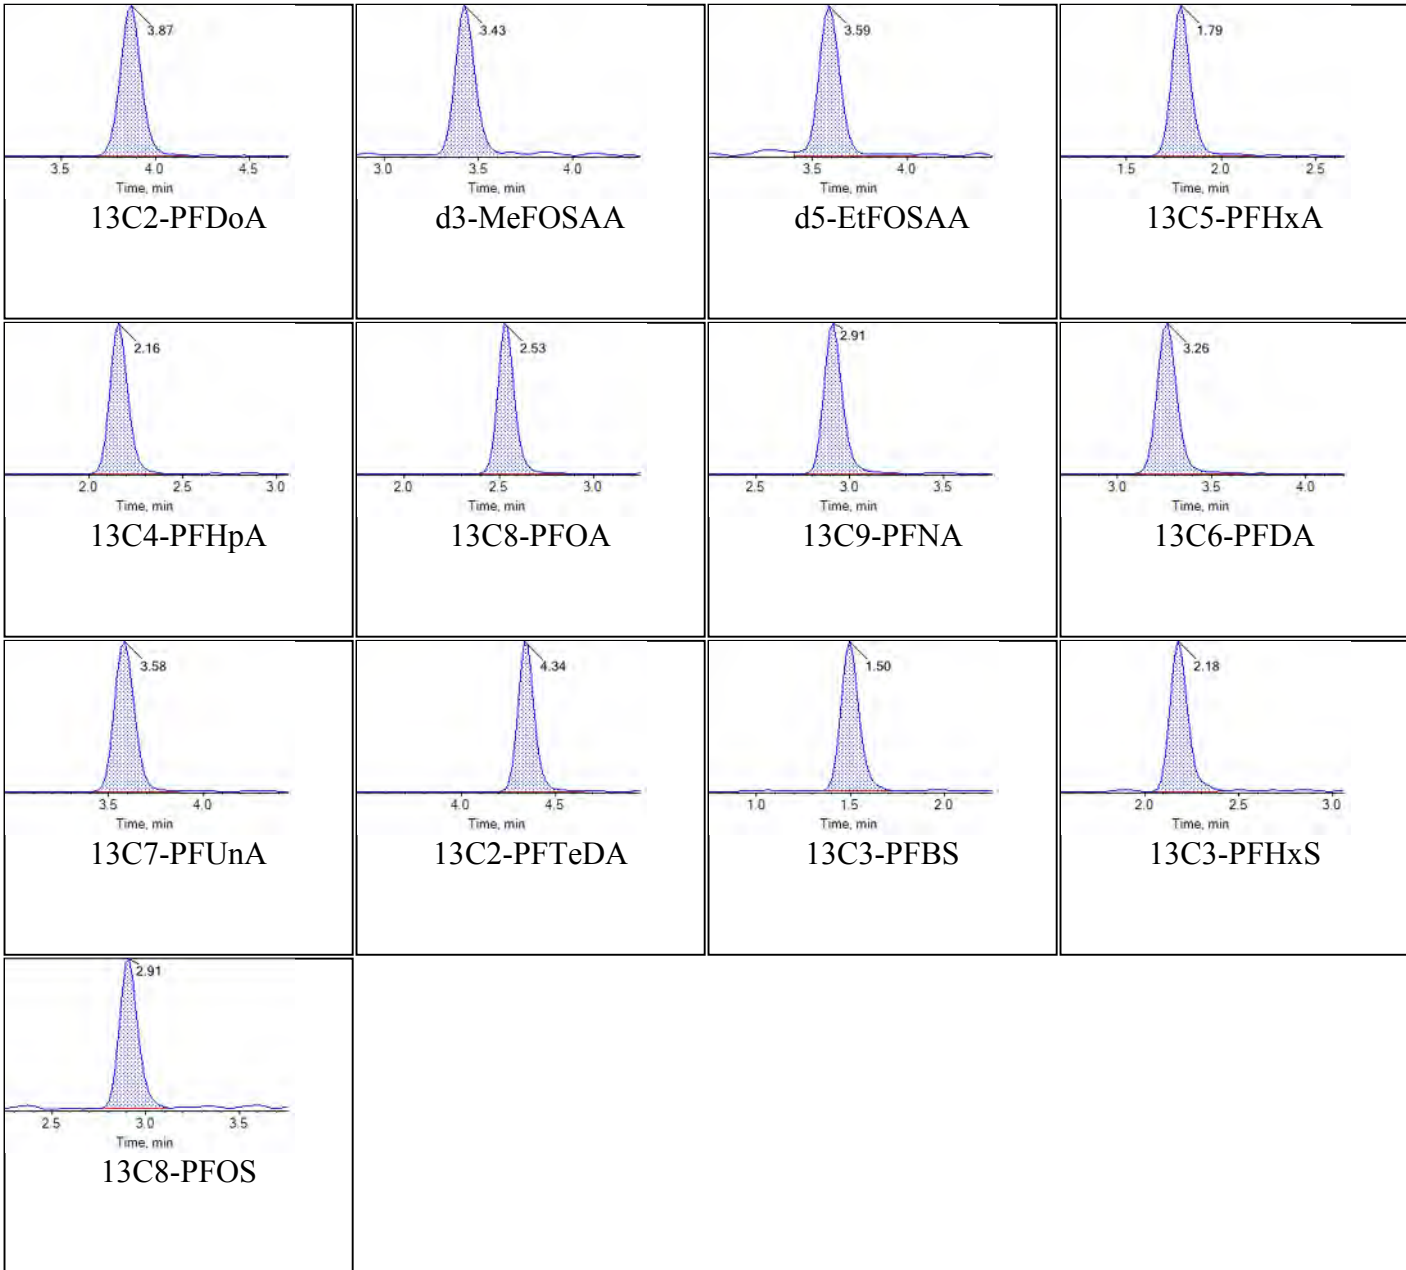 3.87
3.5 4.0 4.5
Time, min
13C2-PFDoA
3.43
3.0 3.5 4.0
Time, min
d3-MeFOSAA
3.59
3.5 4.0
Time, min
d5-EtFOSAA
1.79
1.5 2.0 2.5
Time, min
13C5-PFHxA
2.16
2.0 2.5 3.0
Time, min
13C4-PFHpA
2.53
2.0 2.5 3.0
Time, min
13C8-PFOA
2.91
2.5 3.0 3.5
Time, min
13C9-PFNA
3.26
3.0 3.5 4.0
Time, min
13C6-PFDA
3.58
3.5 4.0
Time, min
13C7-PFUnA
4.34
4.0 4.5
Time, min
13C2-PFTeDA
1.50
1.0 1.5 2.0
Time, min
13C3-PFBS
2.18
2.0 2.5 3.0
Time, min
13C3-PFHxS
2.91
2.5 3.0 3.5
Time, min
13C8-PFOS